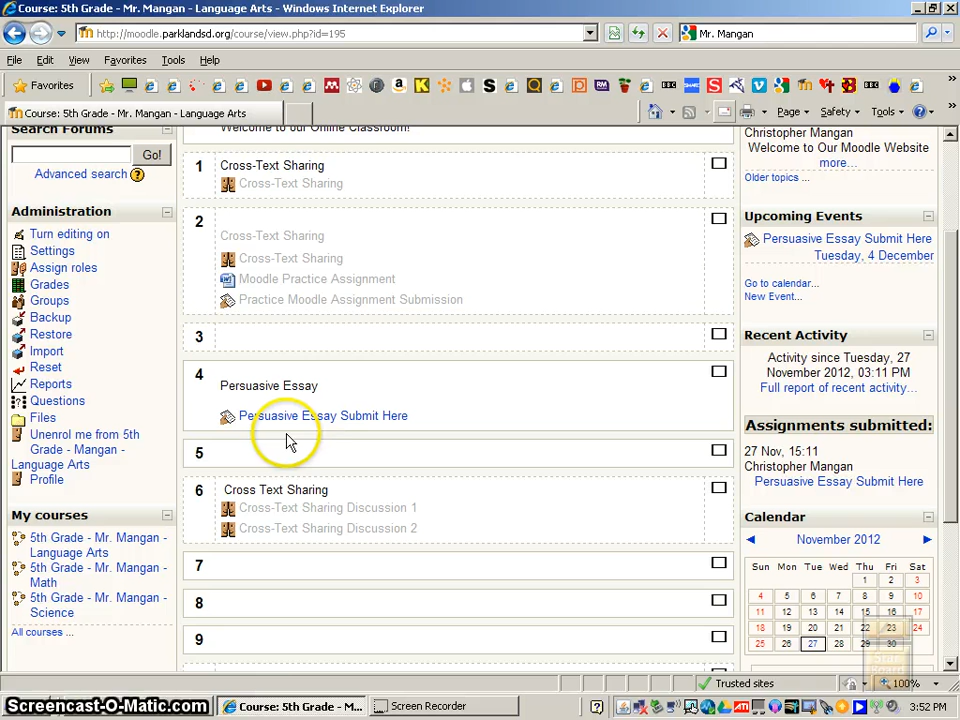 Course: 5th Grade - Mr. Mangan - Language Arts - Windows Internet Explorer
http://moodle.parklandsd.org/course/view.php?id=195
Mr. Mangan
File Edit View Favorites Tools Help
Favorites
Course: 5th Grade - Mr. Mangan - Language Arts
Page Safety Tools
Search Forums
Go!
Advanced search
Administration
Turn editing on
Settings
Assign roles
Grades
Groups
Backup
Restore
Import
Reset
Reports
Questions
Files
Unenrol me from 5th
Grade - Mangan -
Language Arts
Profile
My courses
5th Grade - Mr. Mangan -
Language Arts
5th Grade - Mr. Mangan -
Math
5th Grade - Mr. Mangan -
Science
All courses ...
Welcome to our Online Classroom!
1
Cross-Text Sharing
Cross-Text Sharing
2
Cross-Text Sharing
Cross-Text Sharing
Moodle Practice Assignment
Practice Moodle Assignment Submission
3
4
Persuasive Essay
Persuasive Essay Submit Here
5
6
Cross Text Sharing
Cross-Text Sharing Discussion 1
Cross-Text Sharing Discussion 2
7
8
9
Christopher Mangan
Welcome to Our Moodle Website
more...
Older topics ...
Upcoming Events
Persuasive Essay Submit Here
Tuesday, 4 December
Go to calendar...
New Event...
Recent Activity
Activity since Tuesday, 27
November 2012, 03:11 PM
Full report of recent activity...
Assignments submitted:
27 Nov, 15:11
Christopher Mangan
Persuasive Essay Submit Here
Calendar
November 2012
Sun Mon Tue Wed Thu Fri Sat
1 2 3
4 5 6 7 8 9 10
11 12 13 14 15 16 17
18 19 20 21 22 23 24
25 26 27 28 29 30
Trusted sites
100%
Screencast-O-Matic.com
Course: 5th Grade - M...
Screen Recorder
3:52 PM